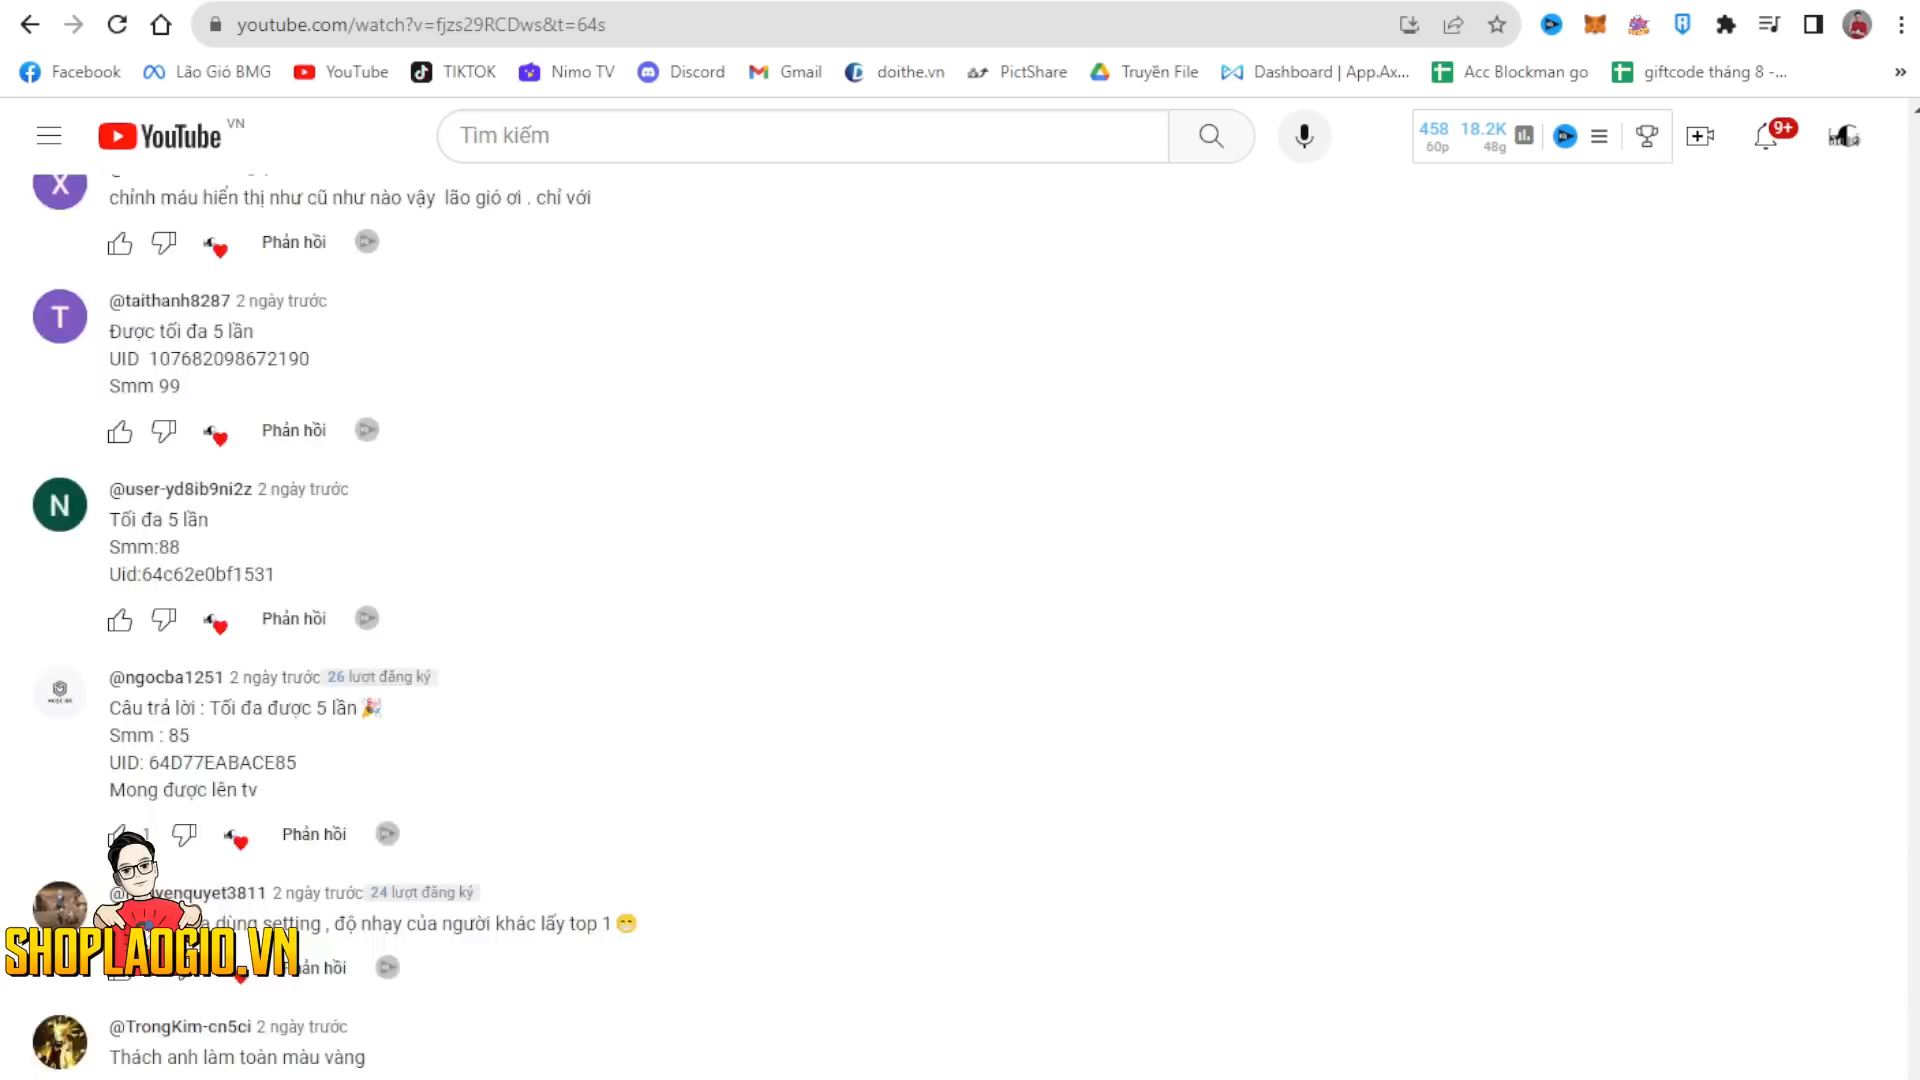 youtube.com/watch?v=fjzs29RCDws&t=64s
Facebook Lão Gió BMG YouTube TIKTOK Nimo TV Discord Gmail doithe.vn PictShare Truyền File Dashboard | App.Ax... Acc Blockman go giftcode tháng 8 -... »
YouTube VN
Tìm kiếm
458 18.2K
60p 48g
9+
X
chỉnh máu hiển thị như cũ như nào vậy lão gió ơi . chỉ với
Phản hồi
T
@taithanh8287 2 ngày trước
Được tối đa 5 lần
UID 107682098672190
Smm 99
Phản hồi
N
@user-yd8ib9ni2z 2 ngày trước
Tối đa 5 lần
Smm:88
Uid:64c62e0bf1531
Phản hồi
@ngocba1251 2 ngày trước 26 lượt đăng ký
Câu trả lời : Tối đa được 5 lần 🎉
Smm : 85
UID: 64D77EABACE85
Mong được lên tv
1 Phản hồi
venquyet3811 2 ngày trước 24 lượt đăng ký
dùng setting , độ nhạy của người khác lấy top 1 😁
SHOPLAOGIO.VN
hồi
@TrongKim-cn5ci 2 ngày trước
Thách anh làm toàn màu vàng